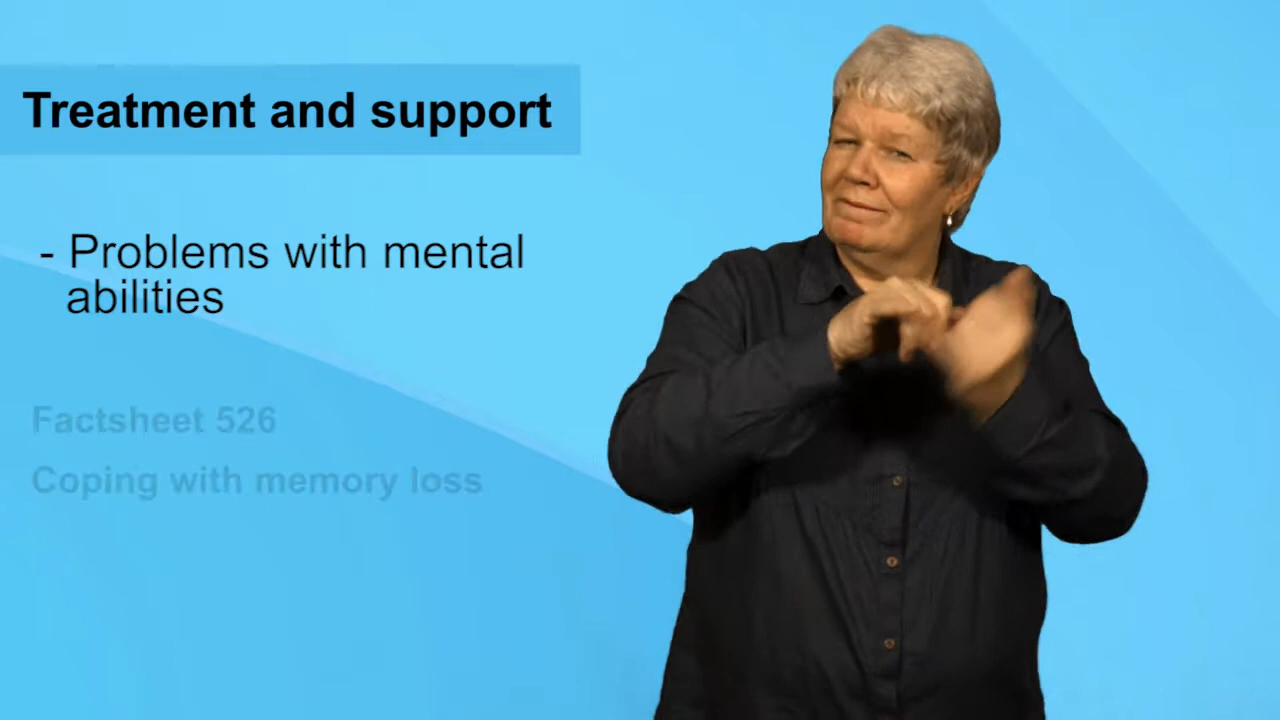 Treatment and support
- Problems with mental
abilities
Factsheet 526
Coping with memory loss